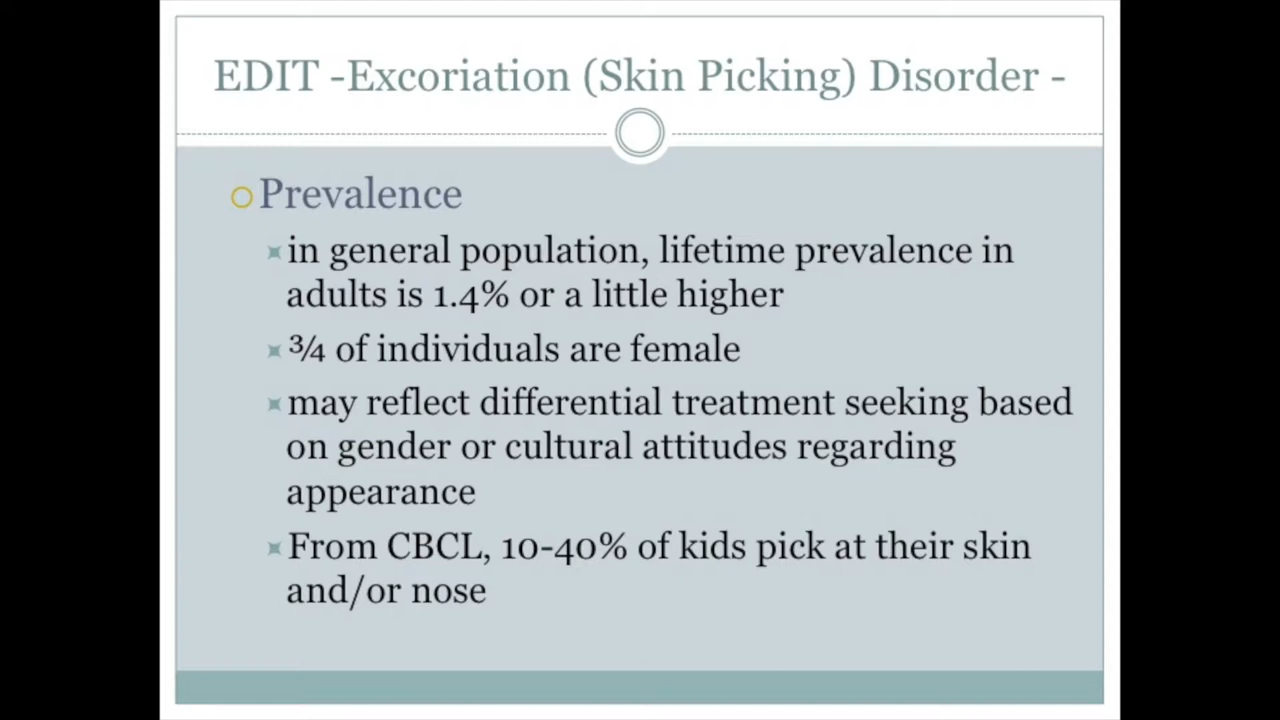 EDIT -Excoriation (Skin Picking) Disorder -
Prevalence
in general population, lifetime prevalence in
adults is 1.4% or a little higher
¾ of individuals are female
may reflect differential treatment seeking based
on gender or cultural attitudes regarding
appearance
From CBCL, 10-40% of kids pick at their skin
and/or nose